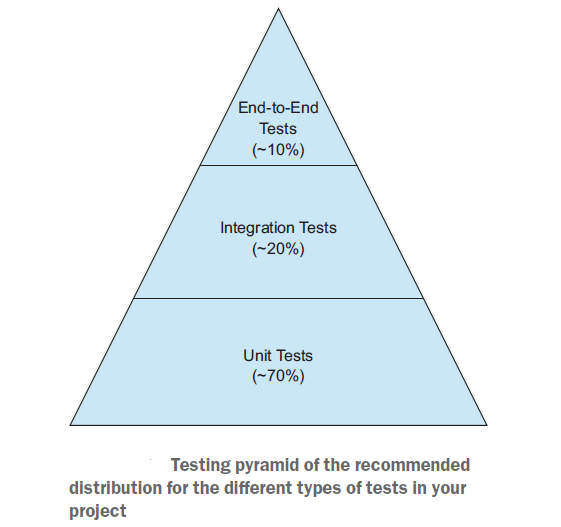 End-to-End
Tests
(~10%)
Integration Tests
(~20%)
Unit Tests
(~70%)
Testing pyramid of the recommended
distribution for the different types of tests in your
project